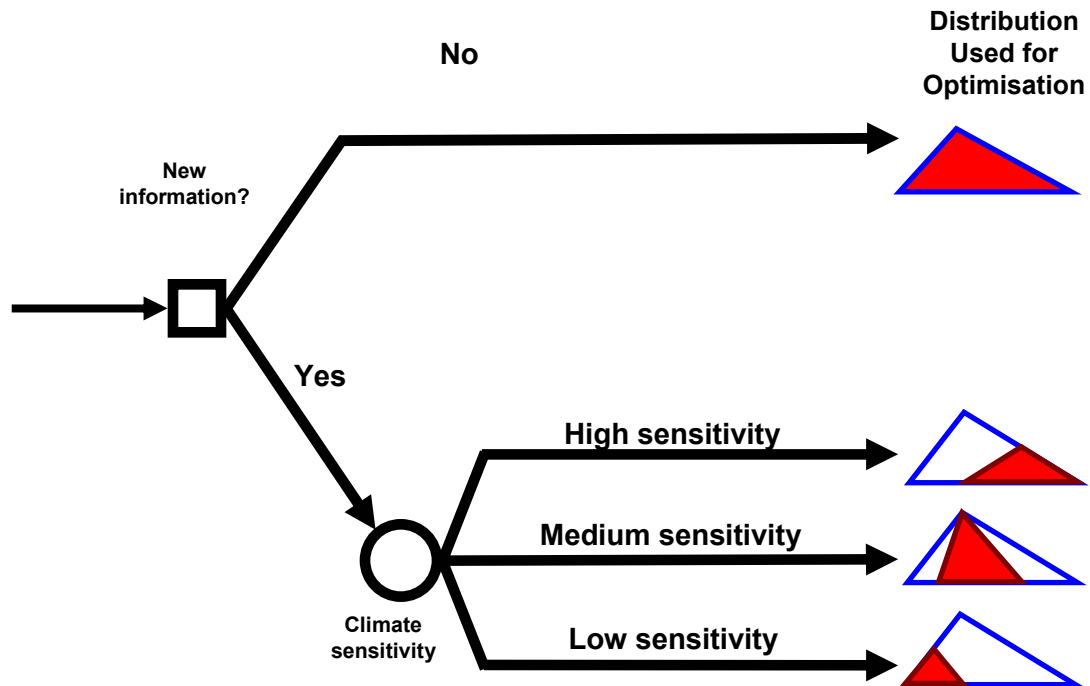 No
Distribution
Used for
Optimisation
New
information?
Yes
High sensitivity
Medium sensitivity
Climate
sensitivity
Low sensitivity